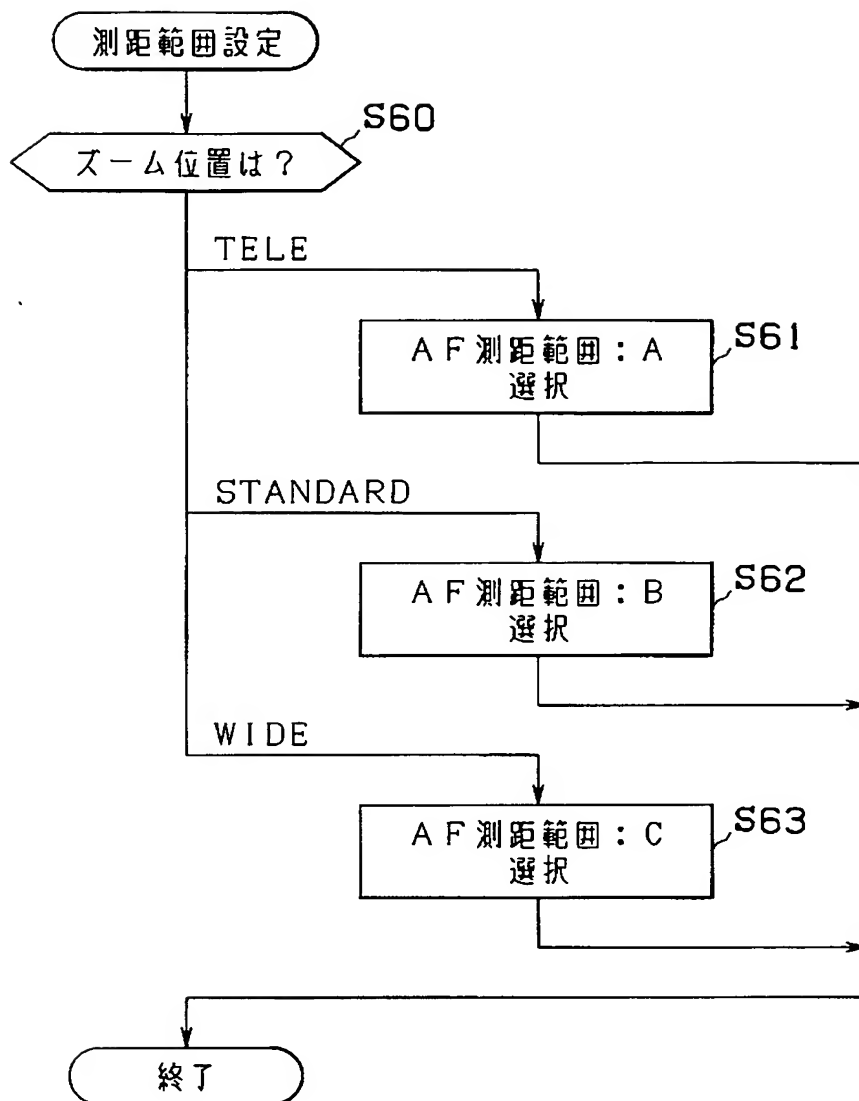 測距範囲設定
S60
ズーム位置は？
TELE
AF測距範囲：A
選択
S61
STANDARD
AF測距範囲：B
選択
S62
WIDE
AF測距範囲：C
選択
S63
終了